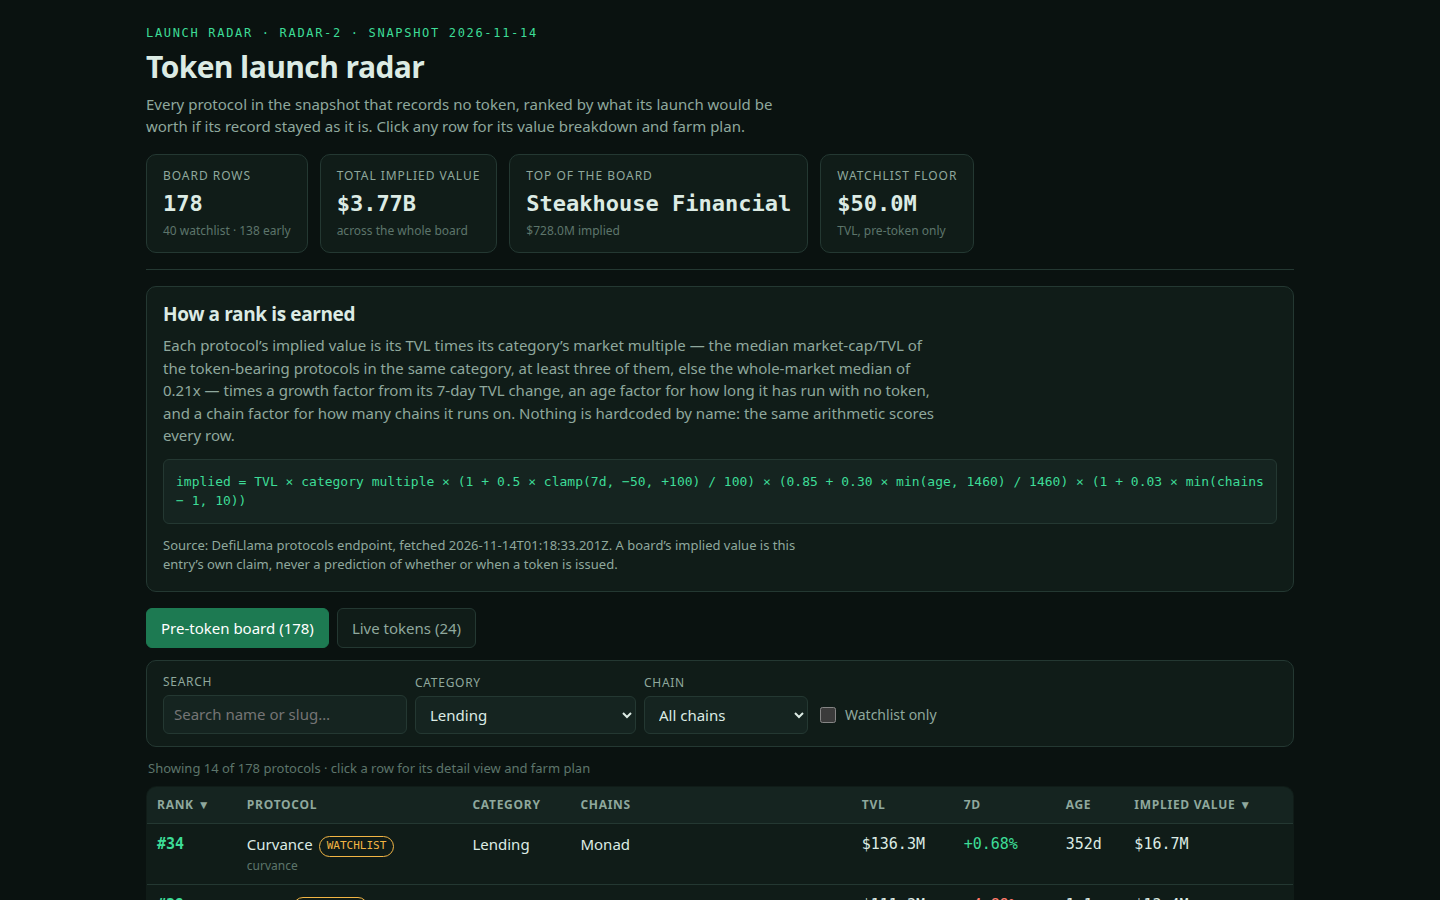 LAUNCH RADAR · RADAR-2 · SNAPSHOT 2026-11-14
Token launch radar
Every protocol in the snapshot that records no token, ranked by what its launch would be
worth if its record stayed as it is. Click any row for its value breakdown and farm plan.
BOARD ROWS
178
40 watchlist · 138 early
TOTAL IMPLIED VALUE
$3.77B
across the whole board
TOP OF THE BOARD
Steakhouse Financial
$728.0M implied
WATCHLIST FLOOR
$50.0M
TVL, pre-token only
How a rank is earned
Each protocol’s implied value is its TVL times its category’s market multiple — the median market-cap/TVL of
the token-bearing protocols in the same category, at least three of them, else the whole-market median of
0.21x — times a growth factor from its 7-day TVL change, an age factor for how long it has run with no token,
and a chain factor for how many chains it runs on. Nothing is hardcoded by name: the same arithmetic scores
every row.
implied = TVL × category multiple × (1 + 0.5 × clamp(7d, −50, +100) / 100) × (0.85 + 0.30 × min(age, 1460) / 1460) × (1 + 0.03 × min(chains
− 1, 10))
Source: DefiLlama protocols endpoint, fetched 2026-11-14T01:18:33.201Z. A board’s implied value is this
entry’s own claim, never a prediction of whether or when a token is issued.
Pre-token board (178)
Live tokens (24)
SEARCH
Search name or slug...
CATEGORY
Lending
CHAIN
All chains
Watchlist only
Showing 14 of 178 protocols · click a row for its detail view and farm plan
RANK ▼ PROTOCOL CATEGORY CHAINS TVL 7D AGE IMPLIED VALUE ▼
#34 Curvance WATCHLIST Lending Monad $136.3M +0.68% 352d $16.7M
curvance